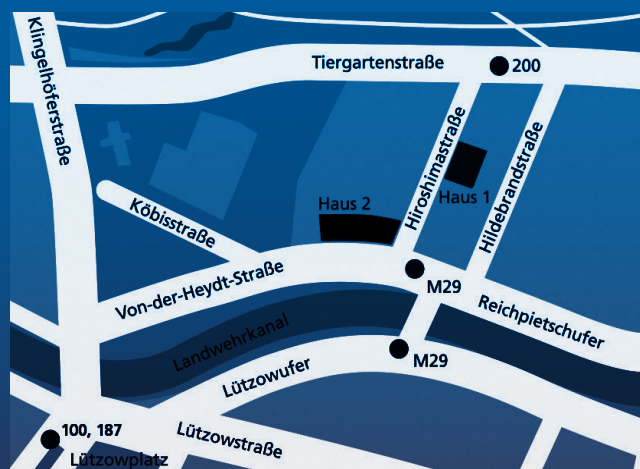 Klingelhöferstraße
Tiergartenstraße
200
Hiroshimastraße
Hildebrandstraße
Haus 1
Haus 2
Köbisstraße
Von-der-Heydt-Straße
M29
Reichpietschufer
Landwehrkanal
M29
Lützowufer
100, 187
Lützowstraße
Lützowplatz